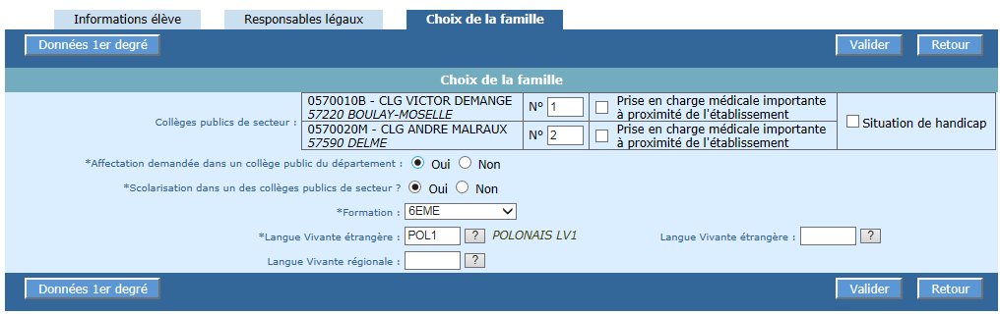 Informations élève Responsables légaux Choix de la famille
Données 1er degré Valider Retour
Choix de la famille
Collèges publics de secteur :
0570010B - CLG VICTOR DEMANGE
57220 BOULAY-MOSELLE
N° 1
Prise en charge médicale importante
à proximité de l'établissement
0570020M - CLG ANDRE MALRAUX
57590 DELME
N° 2
Prise en charge médicale importante
à proximité de l'établissement
Situation de handicap
*Affectation demandée dans un collège public du département : Oui Non
*Scolarisation dans un des collèges publics de secteur ? Oui Non
*Formation : 6EME
*Langue Vivante étrangère : POL1 ? POLONAIS LV1 Langue Vivante étrangère : ?
Langue Vivante régionale : ?
Données 1er degré Valider Retour